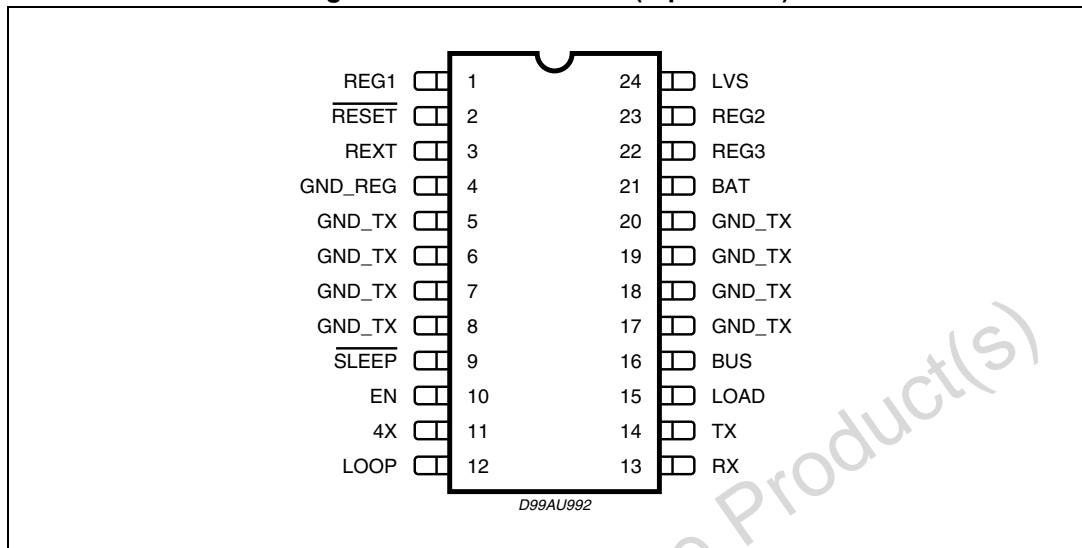 REG1 1 24 LVS
RESET 2 23 REG2
REXT 3 22 REG3
GND_REG 4 21 BAT
GND_TX 5 20 GND_TX
GND_TX 6 19 GND_TX
GND_TX 7 18 GND_TX
GND_TX 8 17 GND_TX
SLEEP 9 16 BUS
EN 10 15 LOAD
4X 11 14 TX
LOOP 12 13 RX
D99AU992
Product(s)